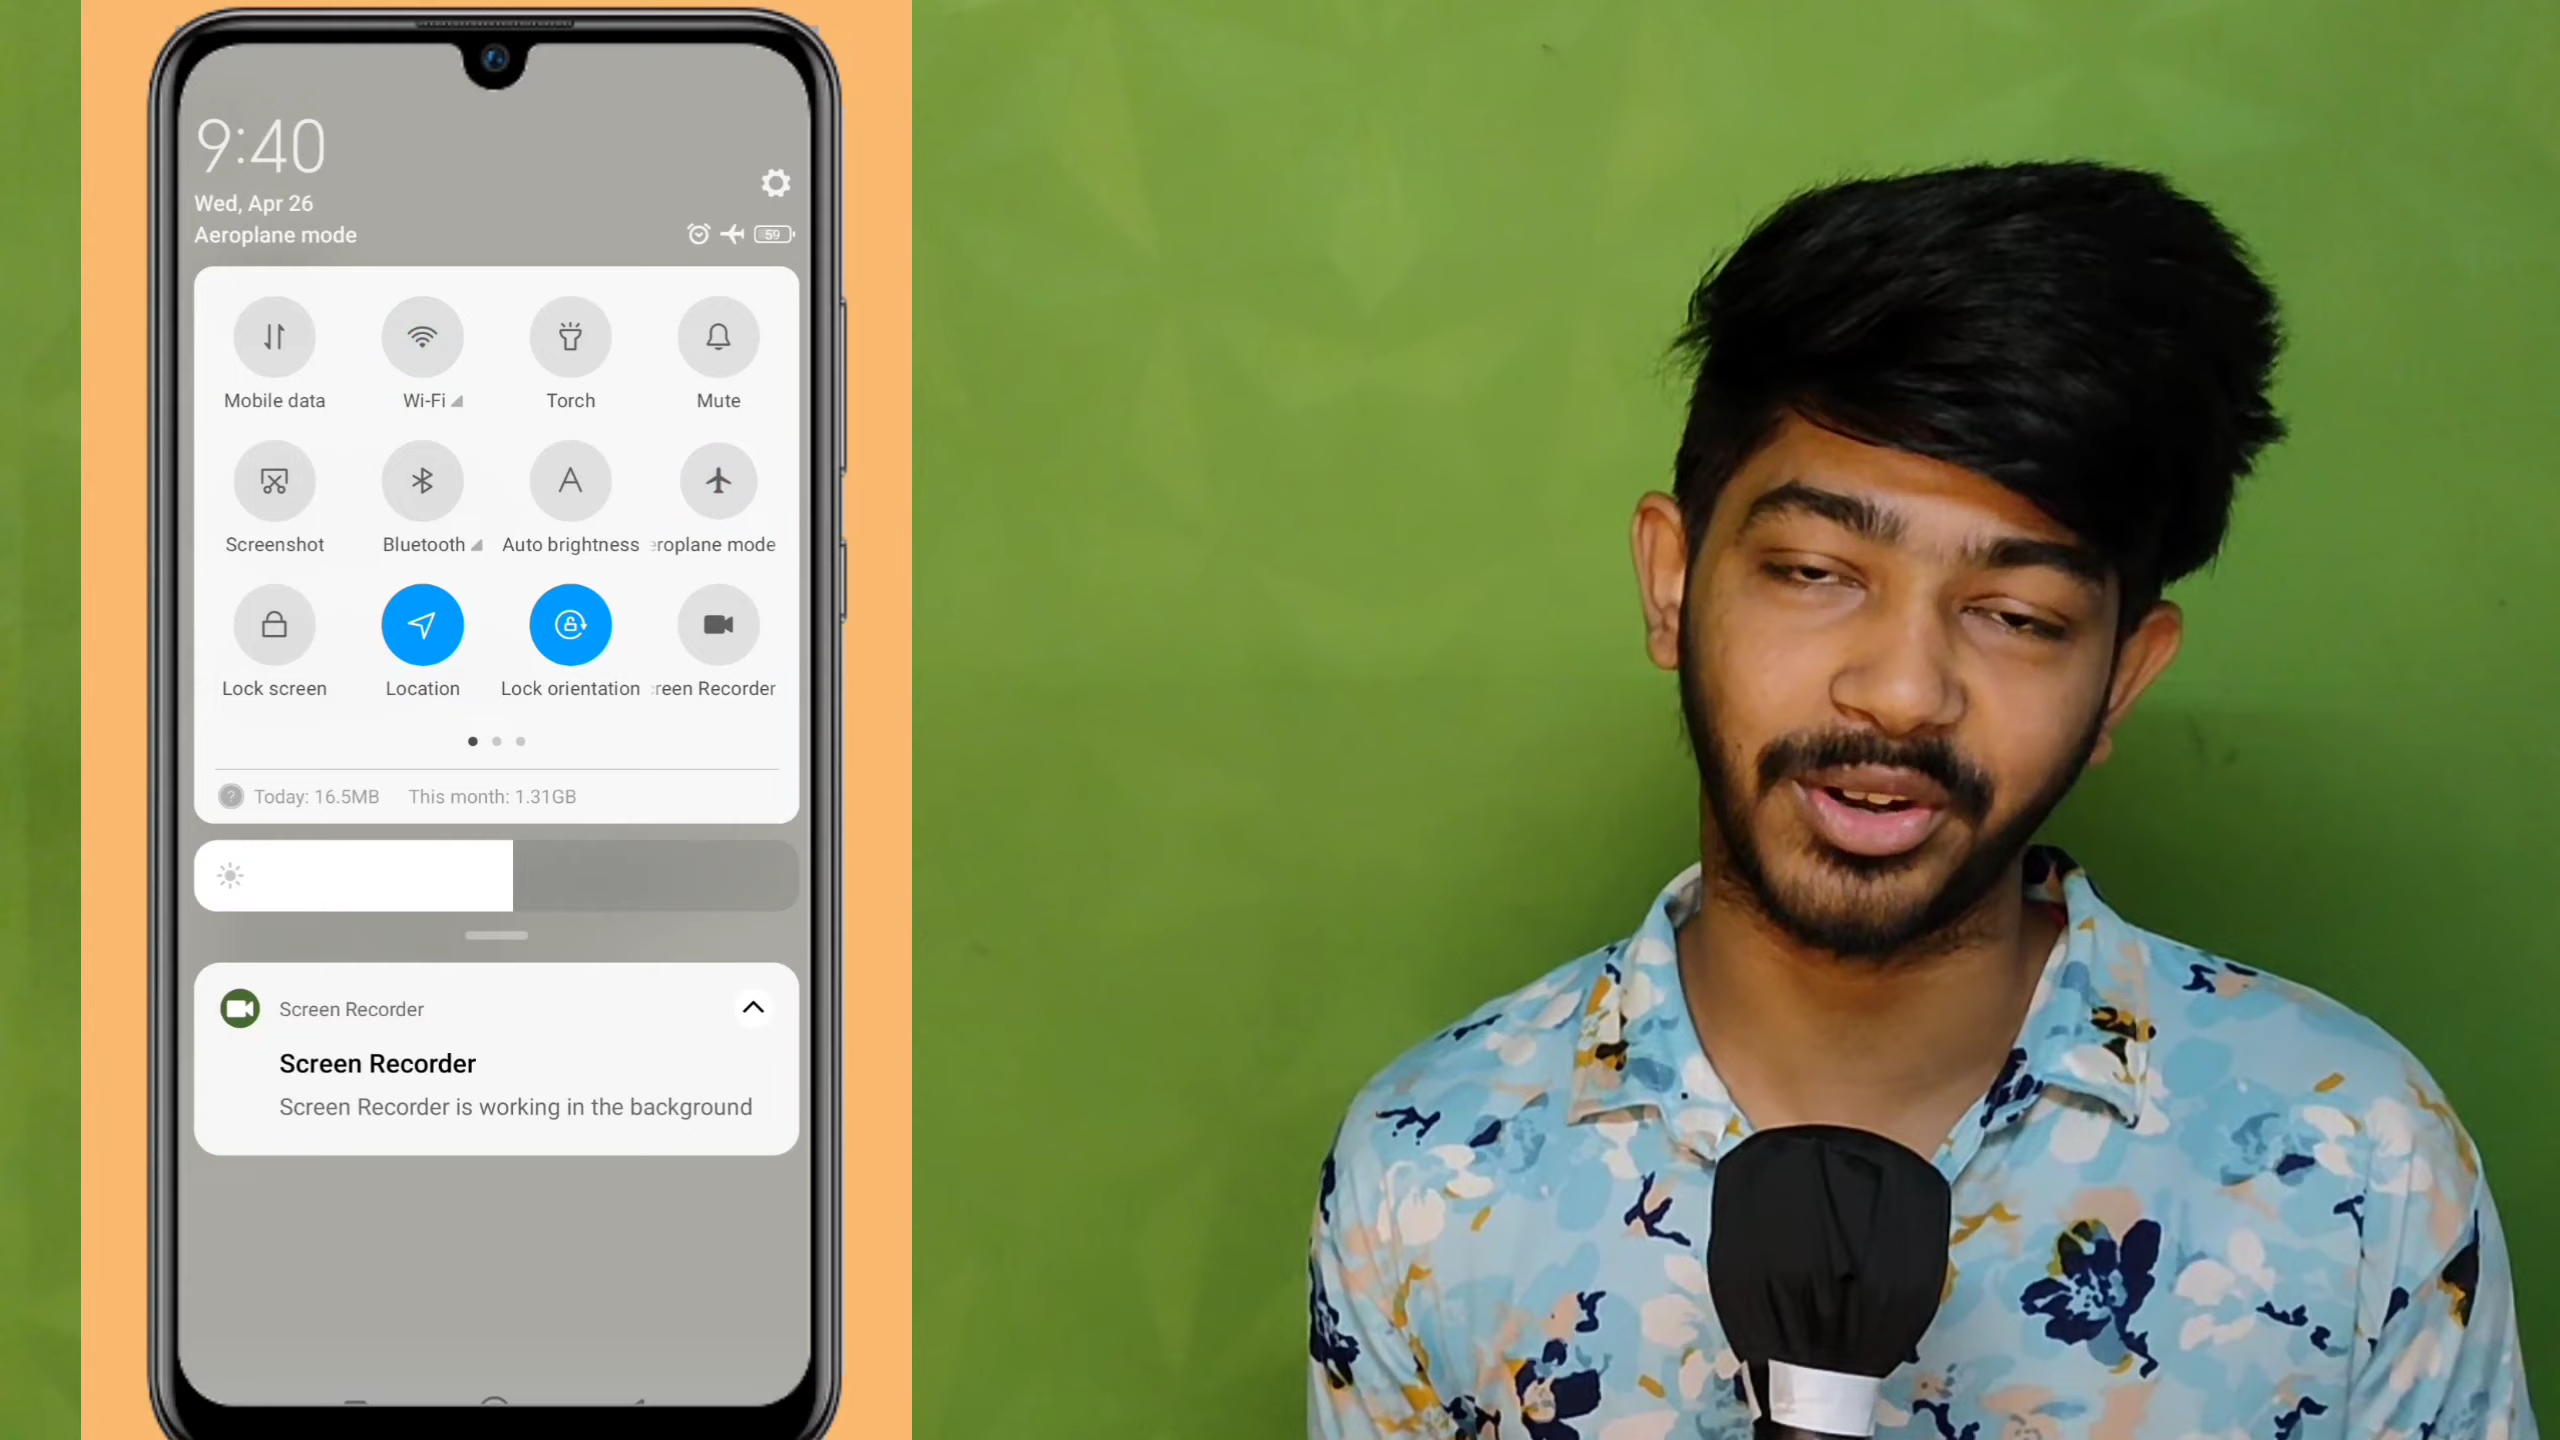 9:40
Wed, Apr 26
Aeroplane mode
59
Mobile data
Wi-Fi
Torch
Mute
Screenshot
Bluetooth
A
Auto brightness
eroplane mode
Lock screen
Location
Lock orientation
reen Recorder
? Today: 16.5MB This month: 1.31GB
Screen Recorder
Screen Recorder
Screen Recorder is working in the background